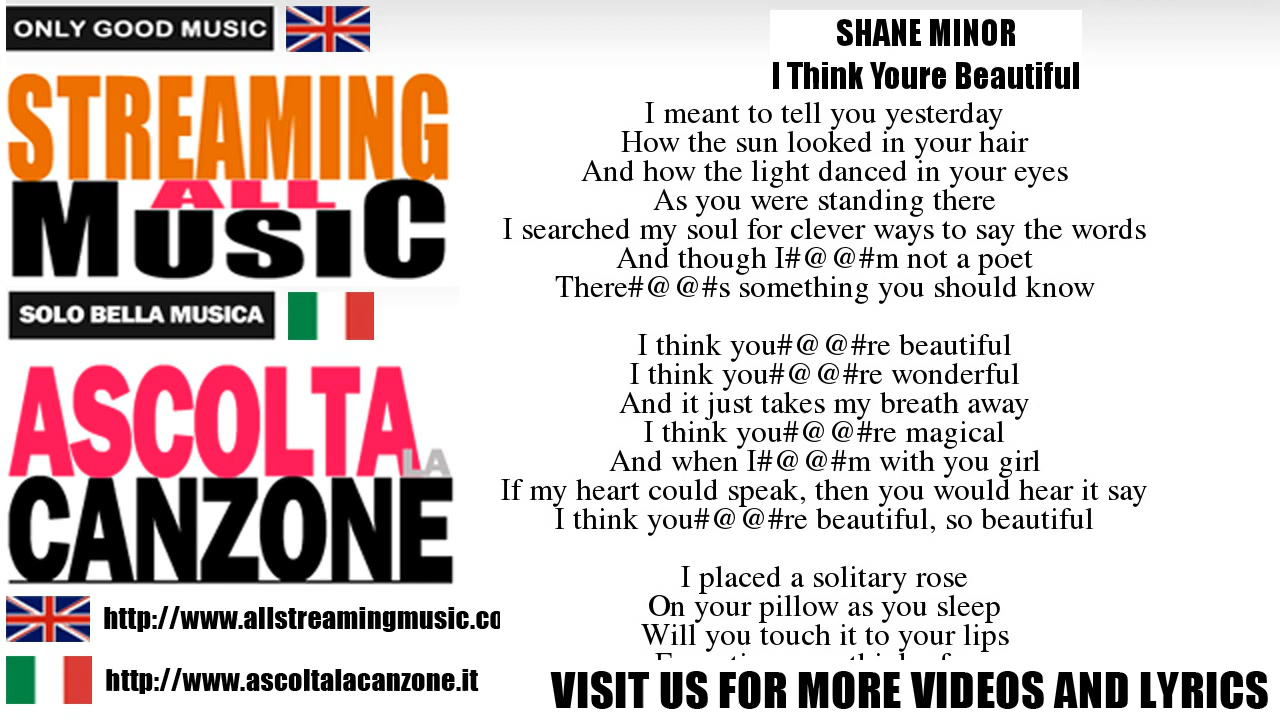 ONLY GOOD MUSIC
STREAMING
ALL
MUSIC
SOLO BELLA MUSICA
ASCOLTA
LA
CANZONE
http://www.allstreamingmusic.co
http://www.ascoltalacanzone.it
SHANE MINOR
I Think Youre Beautiful
I meant to tell you yesterday
How the sun looked in your hair
And how the light danced in your eyes
As you were standing there
I searched my soul for clever ways to say the words
And though I#@@#m not a poet
There#@@#s something you should know
I think you#@@#re beautiful
I think you#@@#re wonderful
And it just takes my breath away
I think you#@@#re magical
And when I#@@#m with you girl
If my heart could speak, then you would hear it say
I think you#@@#re beautiful, so beautiful
I placed a solitary rose
On your pillow as you sleep
Will you touch it to your lips
VISIT US FOR MORE VIDEOS AND LYRICS